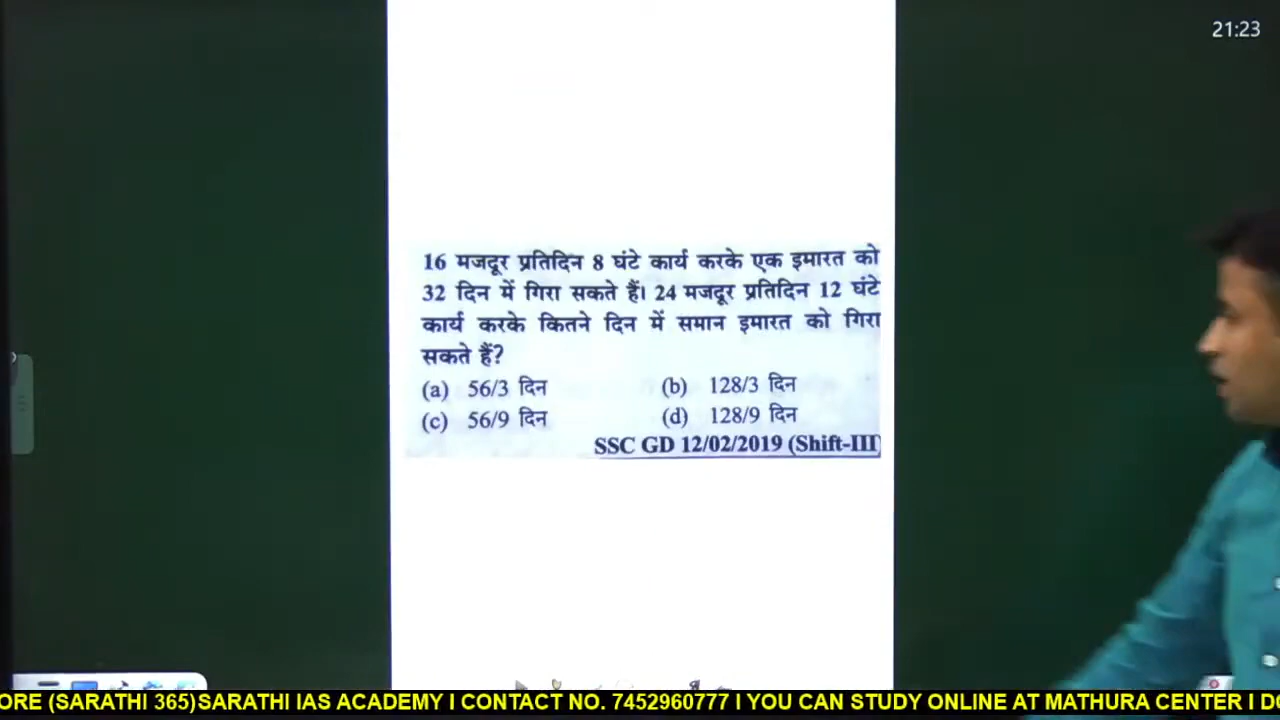 21:23
16 मजदूर प्रतिदिन 8 घंटे कार्य करके एक इमारत को
32 दिन में गिरा सकते हैं। 24 मजदूर प्रतिदिन 12 घंटे
कार्य करके कितने दिन में समान इमारत को गिरा
सकते हैं?
(a) 56/3 दिन (b) 128/3 दिन
(c) 56/9 दिन (d) 128/9 दिन
SSC GD 12/02/2019 (Shift-III)
ORE (SARATHI 365)SARATHI IAS ACADEMY I CONTACT NO. 7452960777 I YOU CAN STUDY ONLINE AT MATHURA CENTER I DO